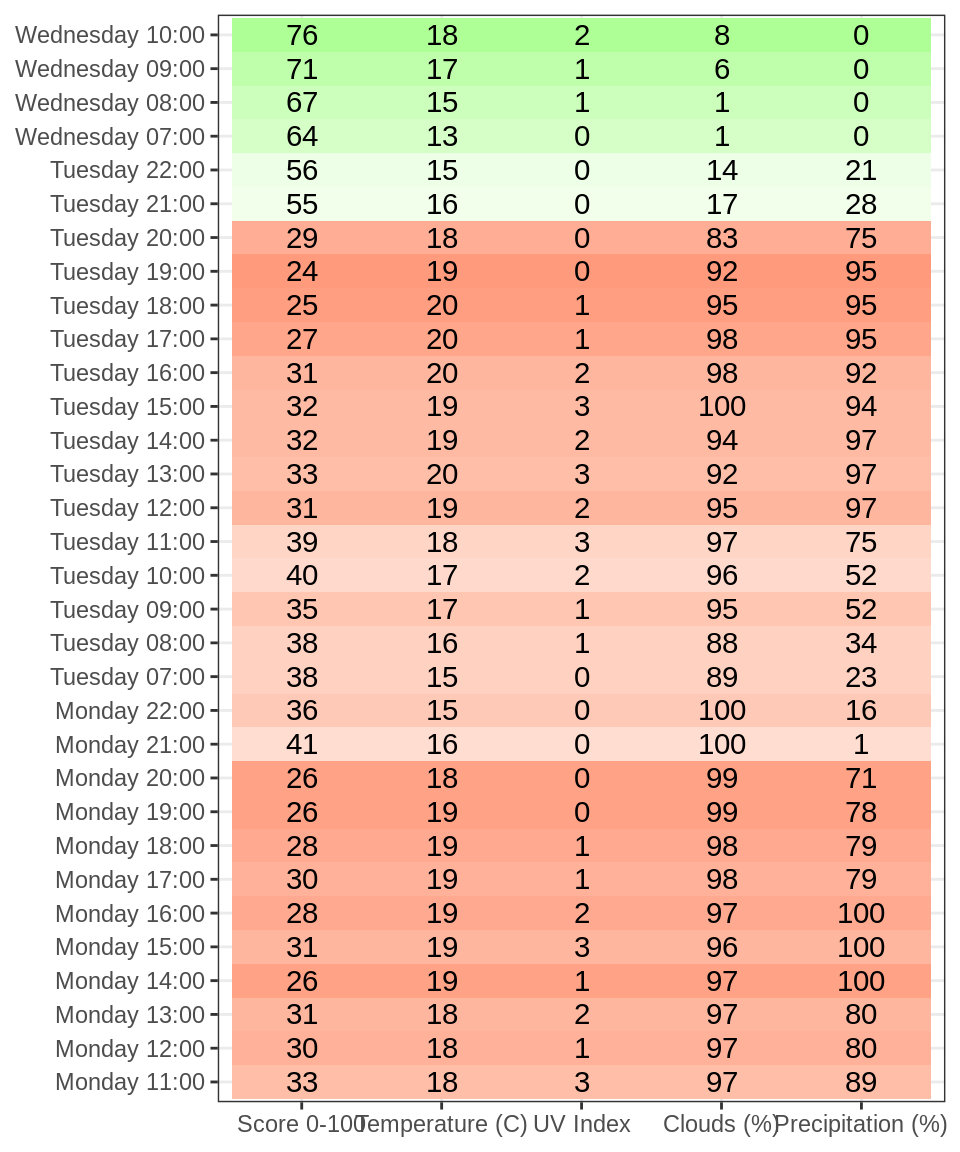 Wednesday 10:00 76 18 2 8 0
Wednesday 09:00 71 17 1 6 0
Wednesday 08:00 67 15 1 1 0
Wednesday 07:00 64 13 0 1 0
Tuesday 22:00 56 15 0 14 21
Tuesday 21:00 55 16 0 17 28
Tuesday 20:00 29 18 0 83 75
Tuesday 19:00 24 19 0 92 95
Tuesday 18:00 25 20 1 95 95
Tuesday 17:00 27 20 1 98 95
Tuesday 16:00 31 20 2 98 92
Tuesday 15:00 32 19 3 100 94
Tuesday 14:00 32 19 2 94 97
Tuesday 13:00 33 20 3 92 97
Tuesday 12:00 31 19 2 95 97
Tuesday 11:00 39 18 3 97 75
Tuesday 10:00 40 17 2 96 52
Tuesday 09:00 35 17 1 95 52
Tuesday 08:00 38 16 1 88 34
Tuesday 07:00 38 15 0 89 23
Monday 22:00 36 15 0 100 16
Monday 21:00 41 16 0 100 1
Monday 20:00 26 18 0 99 71
Monday 19:00 26 19 0 99 78
Monday 18:00 28 19 1 98 79
Monday 17:00 30 19 1 98 79
Monday 16:00 28 19 2 97 100
Monday 15:00 31 19 3 96 100
Monday 14:00 26 19 1 97 100
Monday 13:00 31 18 2 97 80
Monday 12:00 30 18 1 97 80
Monday 11:00 33 18 3 97 89
Score 0-100 Temperature (C) UV Index Clouds (%) Precipitation (%)